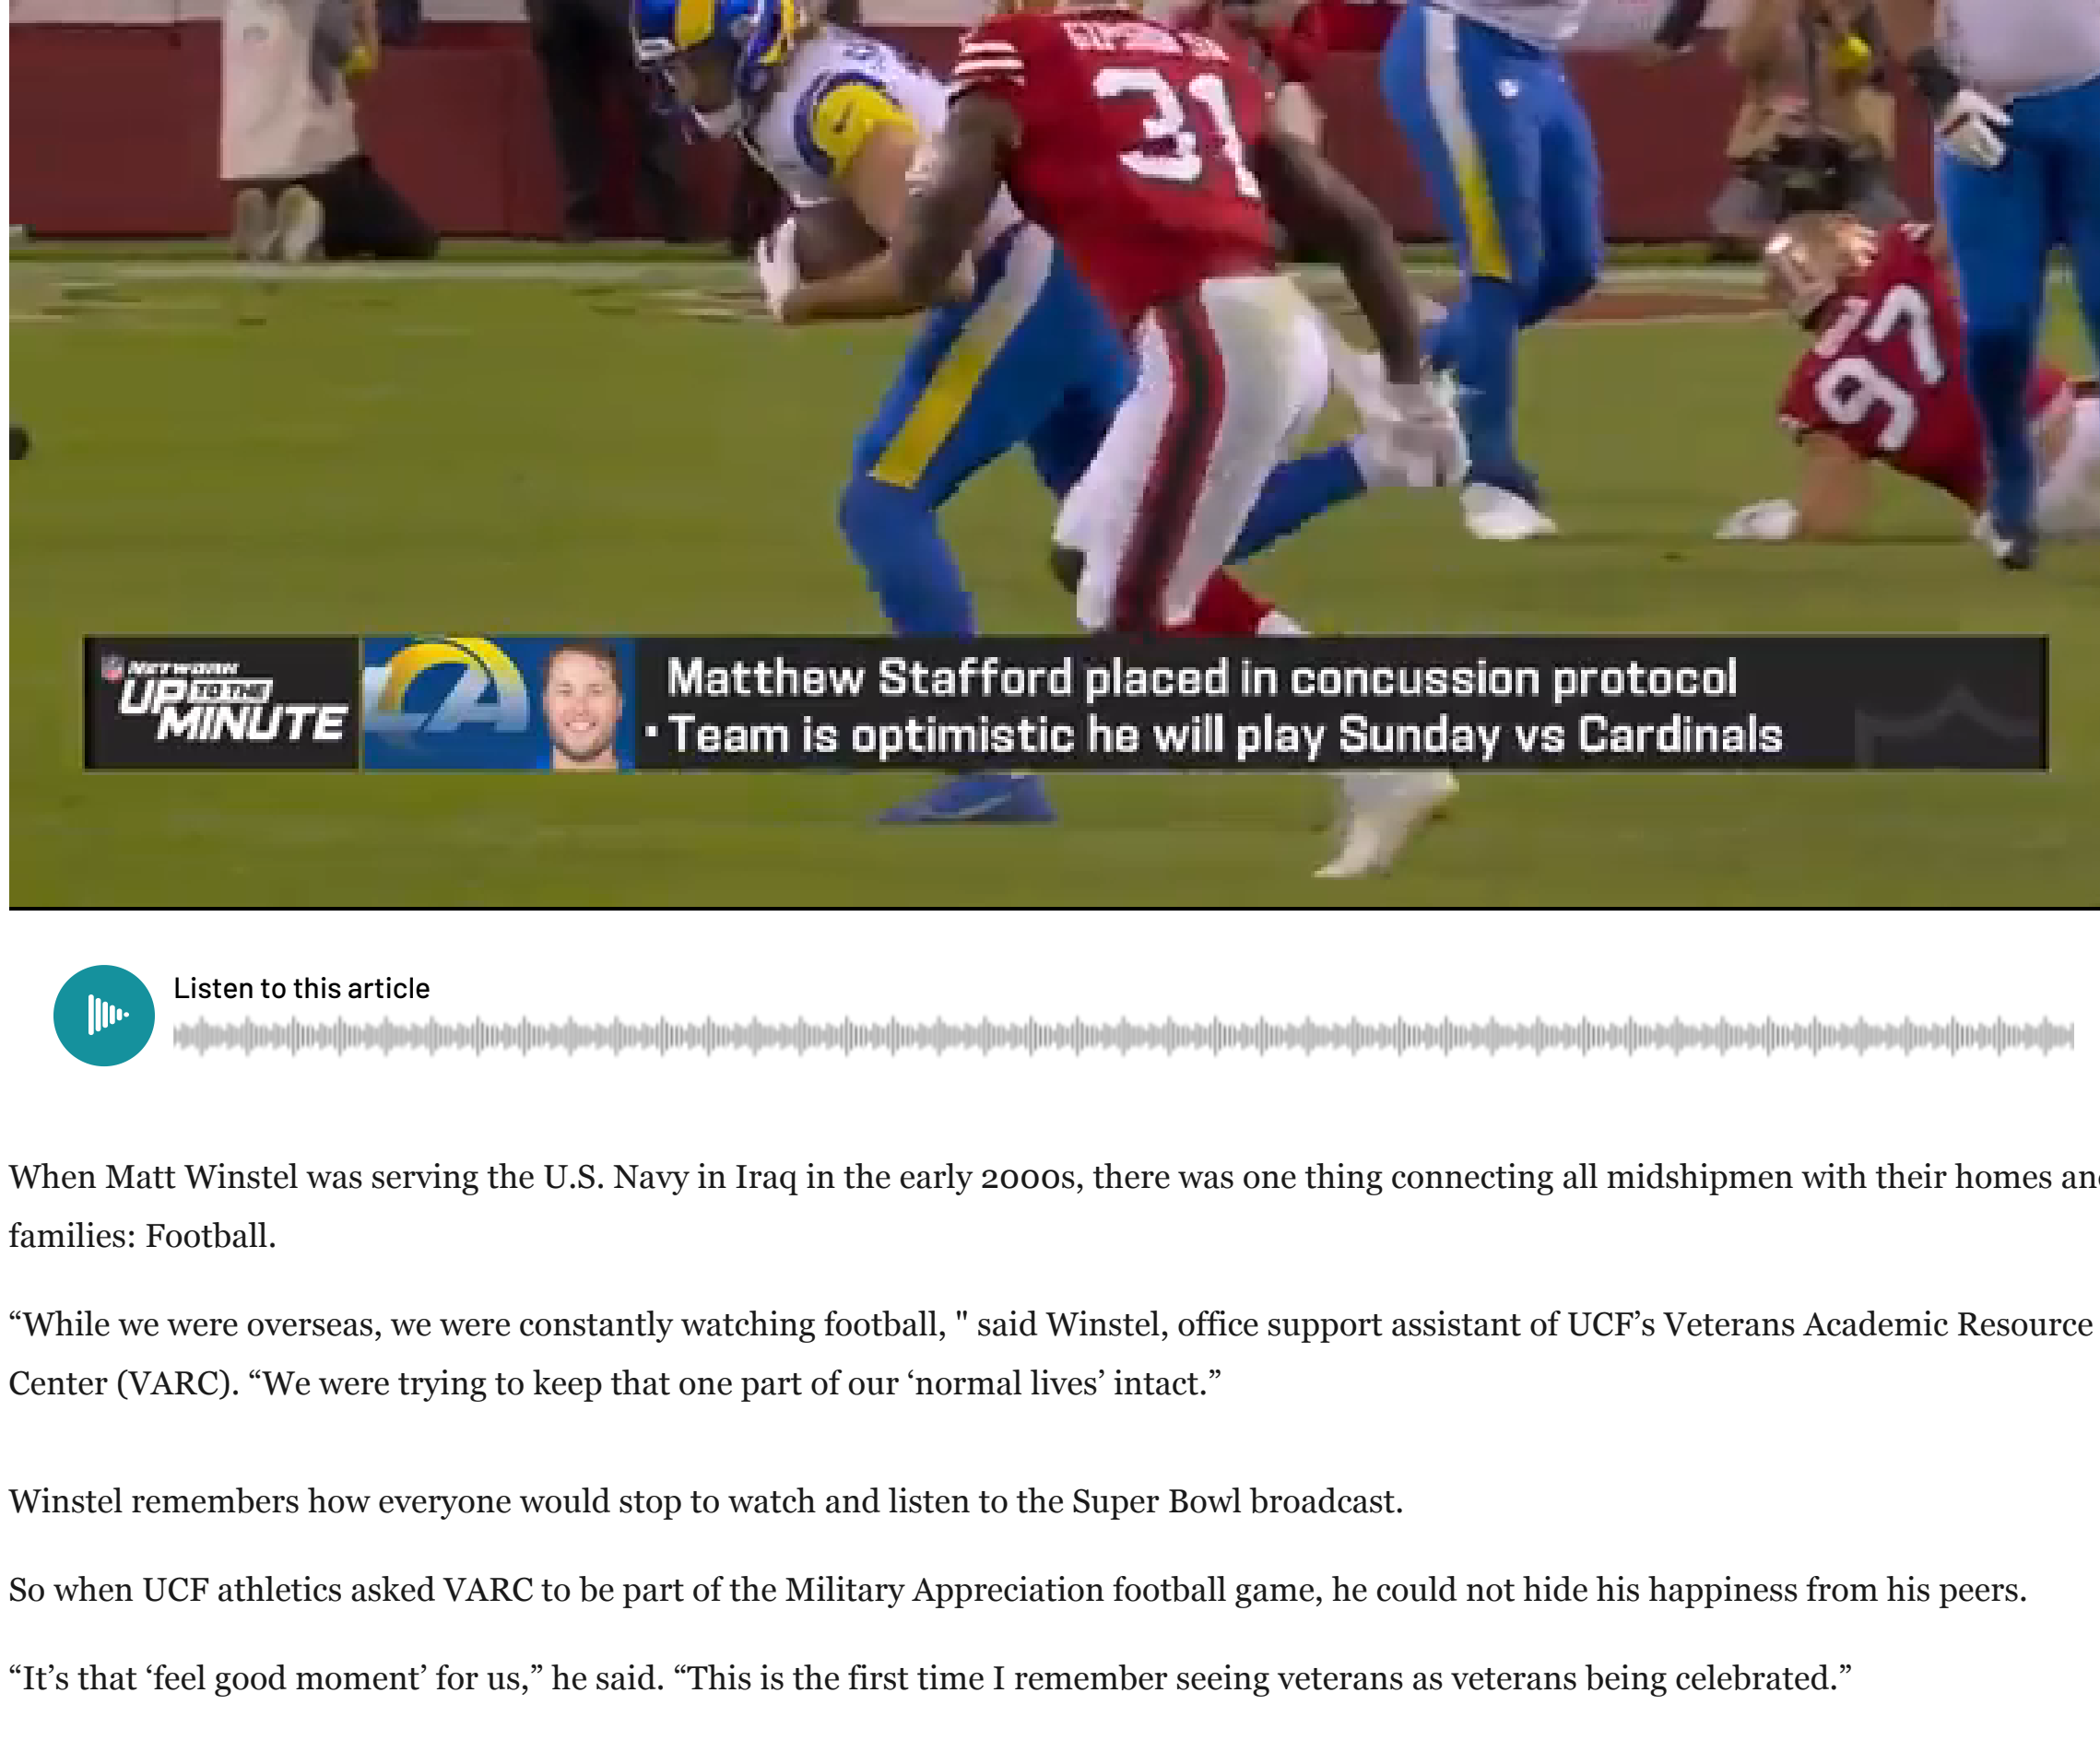 31
97
NETWORK
UP TO THE
MINUTE
Matthew Stafford placed in concussion protocol
· Team is optimistic he will play Sunday vs Cardinals
Listen to this article
When Matt Winstel was serving the U.S. Navy in Iraq in the early 2000s, there was one thing connecting all midshipmen with their homes an
families: Football.
“While we were overseas, we were constantly watching football, " said Winstel, office support assistant of UCF’s Veterans Academic Resource
Center (VARC). “We were trying to keep that one part of our ‘normal lives’ intact.”
Winstel remembers how everyone would stop to watch and listen to the Super Bowl broadcast.
So when UCF athletics asked VARC to be part of the Military Appreciation football game, he could not hide his happiness from his peers.
“It’s that ‘feel good moment’ for us,” he said. “This is the first time I remember seeing veterans as veterans being celebrated.”